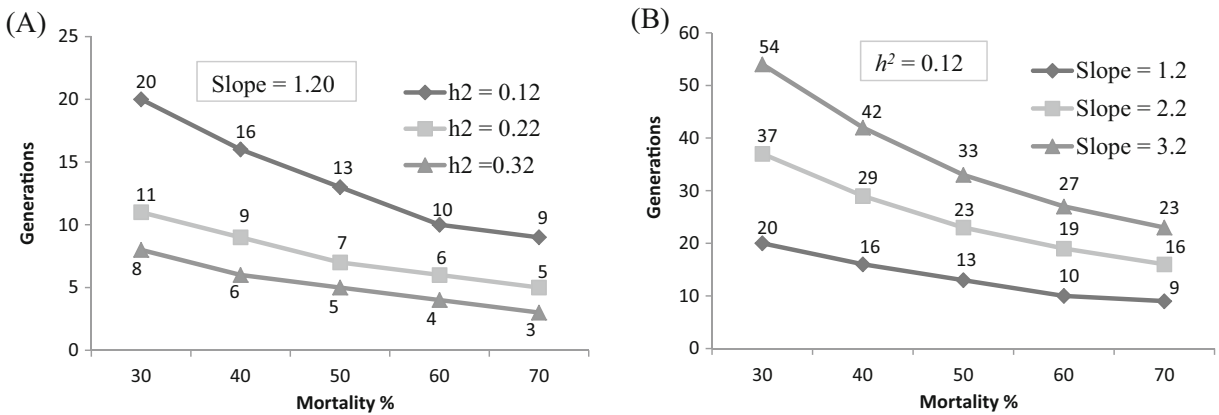 (A)
25
20
15
10
5
0
Generations
Slope = 1.20
h2 = 0.12
h2 = 0.22
h2 =0.32
20
16
13
10
9
11
9
7
6
5
8
6
5
4
3
30 40 50 60 70
Mortality %
(B)
60
50
40
30
20
10
0
Generations
h² = 0.12
Slope = 1.2
Slope = 2.2
Slope = 3.2
54
42
33
27
23
37
29
23
19
16
20
16
13
10
9
30 40 50 60 70
Mortality %